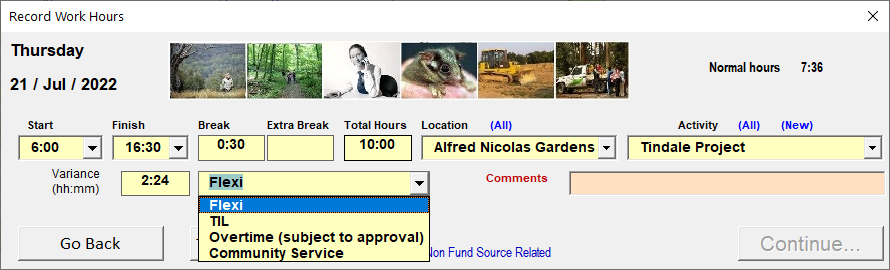 Record Work Hours
Thursday
21 / Jul / 2022
Normal hours 7:36
Start Finish Break Extra Break Total Hours Location (All) Activity (All) (New)
6:00 16:30 0:30 10:00 Alfred Nicolas Gardens Tindale Project
Variance
(hh:mm)
2:24 Flexi Comments
Flexi
TIL
Overtime (subject to approval)
Community Service
Go Back Non Fund Source Related Continue...